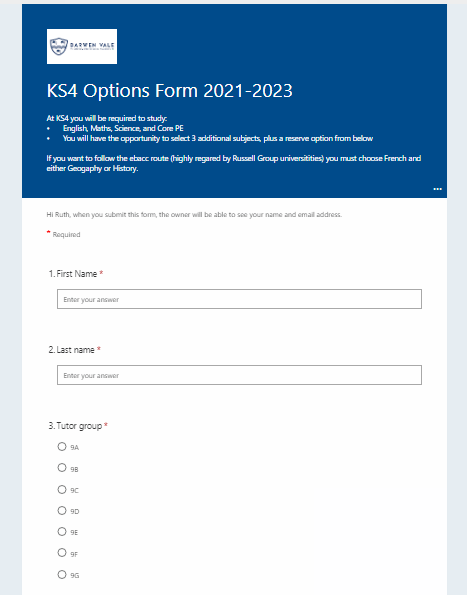 DARWEN VALE
KS4 Options Form 2021-2023
At KS4 you will be required to study:
• English, Maths, Science, and Core PE
• You will have the opportunity to select 3 additional subjects, plus a reserve option from below
If you want to follow the ebacc route (highly regared by Russell Group universitities) you must choose French and
either Geogaphy or History.
...
Hi Ruth, when you submit this form, the owner will be able to see your name and email address.
* Required
1. First Name *
Enter your answer
2. Last name *
Enter your answer
3. Tutor group *
9A
9B
9C
9D
9E
9F
9G